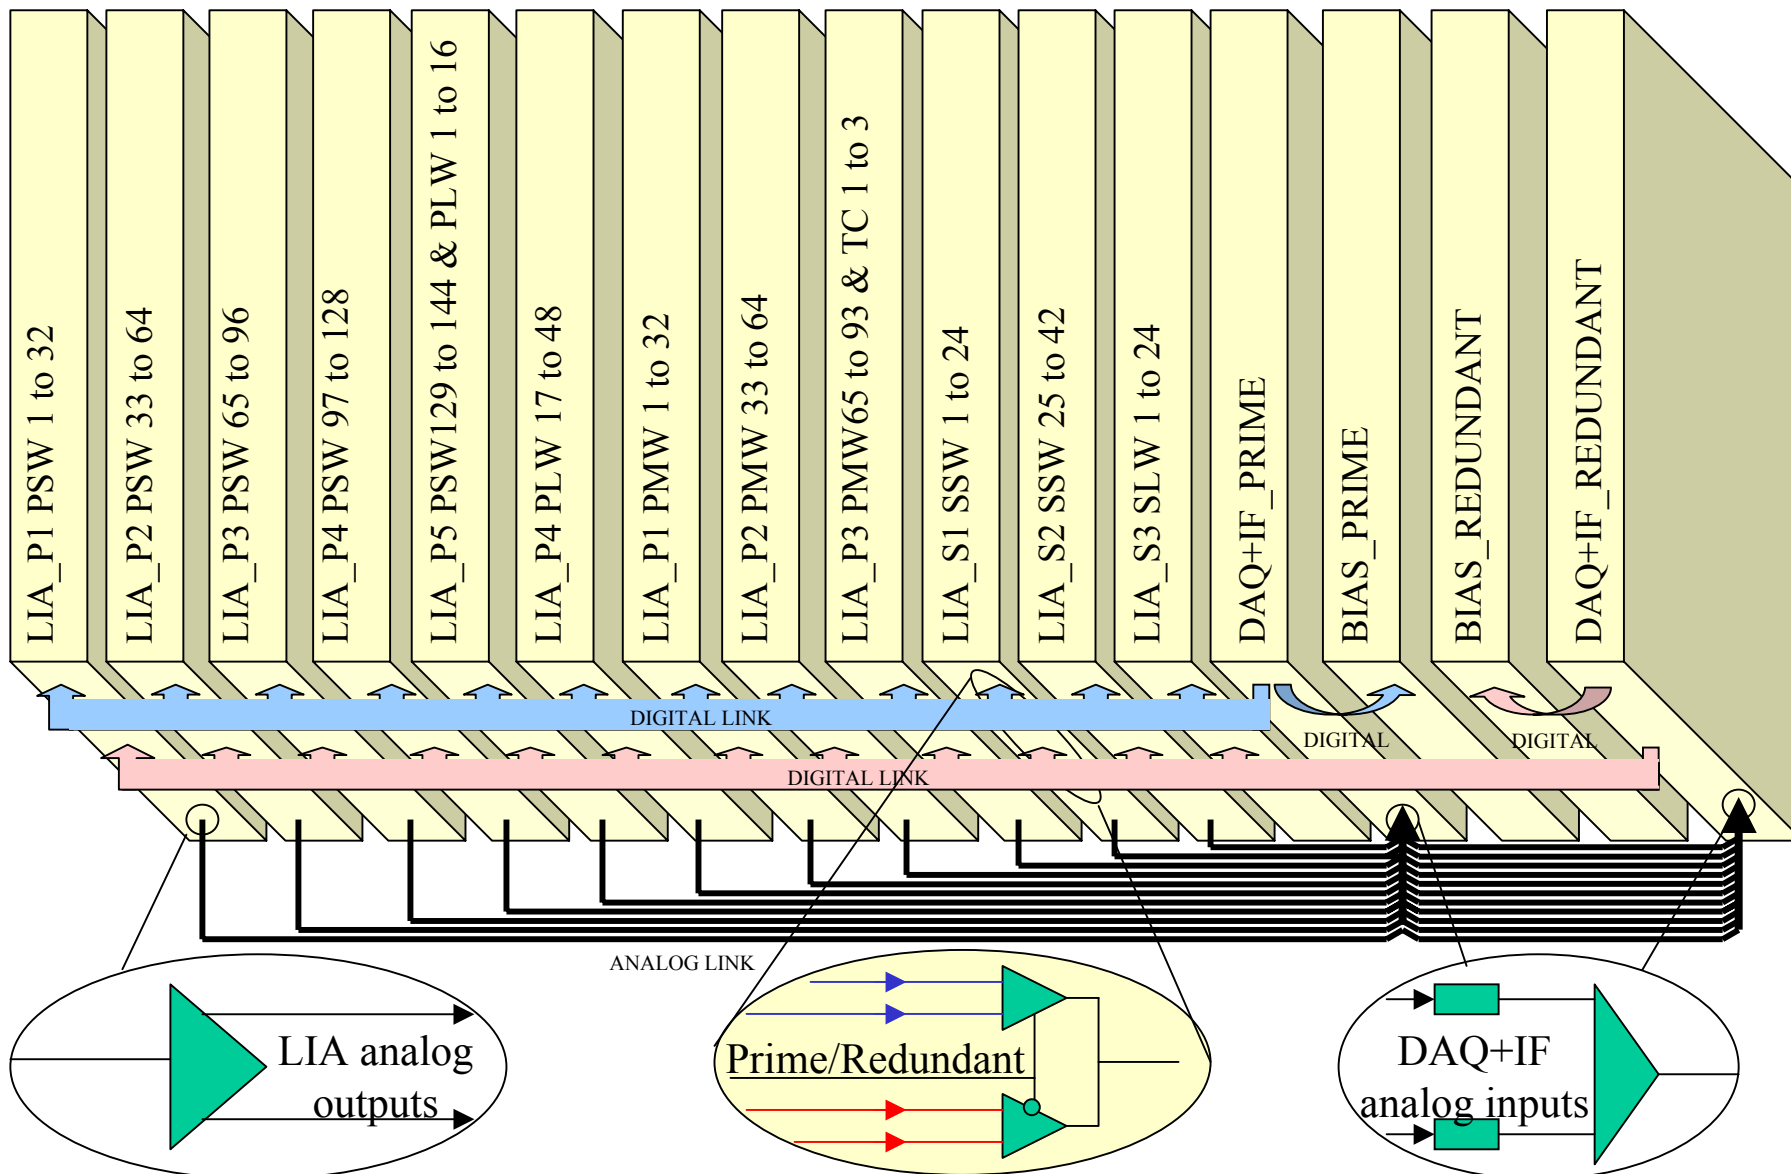 LIA_P1 PSW 1 to 32
LIA_P2 PSW 33 to 64
LIA_P3 PSW 65 to 96
LIA_P4 PSW 97 to 128
LIA_P5 PSW129 to 144 & PLW 1 to 16
LIA_P4 PLW 17 to 48
LIA_P1 PMW 1 to 32
LIA_P2 PMW 33 to 64
LIA_P3 PMW65 to 93 & TC 1 to 3
LIA_S1 SSW 1 to 24
LIA_S2 SSW 25 to 42
LIA_S3 SLW 1 to 24
DAQ+IF_PRIME
BIAS_PRIME
BIAS_REDUNDANT
DAQ+IF_REDUNDANT
DIGITAL LINK
DIGITAL
DIGITAL
DIGITAL LINK
ANALOG LINK
LIA analog
outputs
Prime/Redundant
DAQ+IF
analog inputs